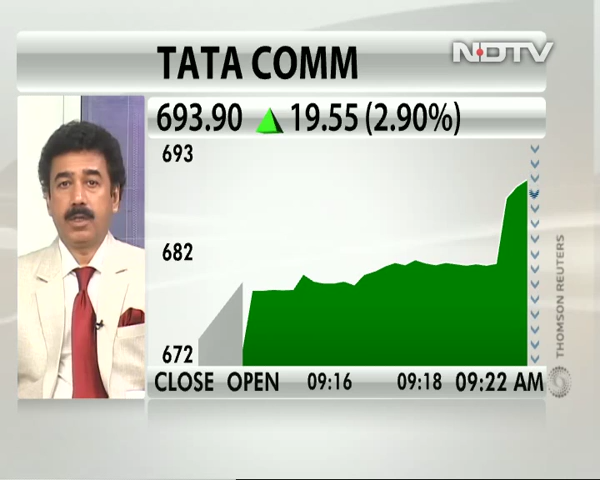 TATA COMM
NDTV
693.90 ▲ 19.55 (2.90%)
693
682
672
CLOSE OPEN 09:16 09:18 09:22 AM
THOMSON REUTERS